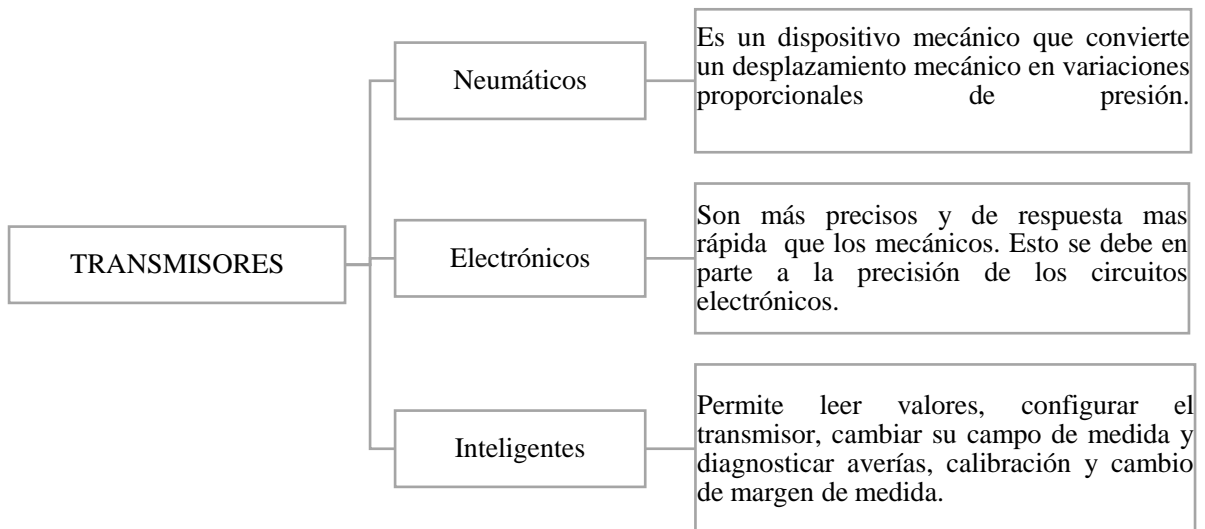 TRANSMISORES
Neumáticos
Es un dispositivo mecánico que convierte
un desplazamiento mecánico en variaciones
proporcionales de presión.
Electrónicos
Son más precisos y de respuesta mas
rápida que los mecánicos. Esto se debe en
parte a la precisión de los circuitos
electrónicos.
Inteligentes
Permite leer valores, configurar el
transmisor, cambiar su campo de medida y
diagnosticar averías, calibración y cambio
de margen de medida.